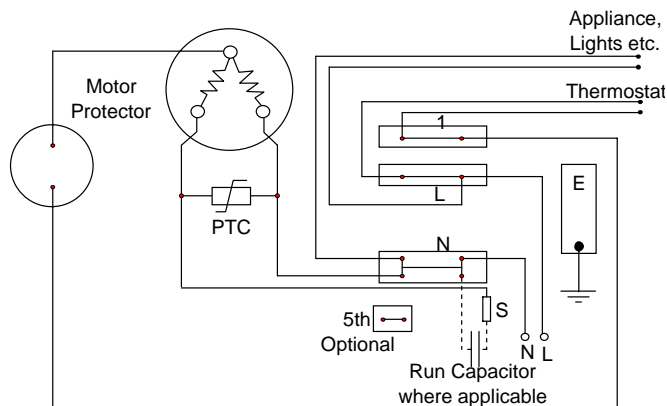 Appliance,
Lights etc.
Motor
Protector
Thermostat
1
L
E
PTC
N
S
5th
Optional
N L
Run Capacitor
where applicable